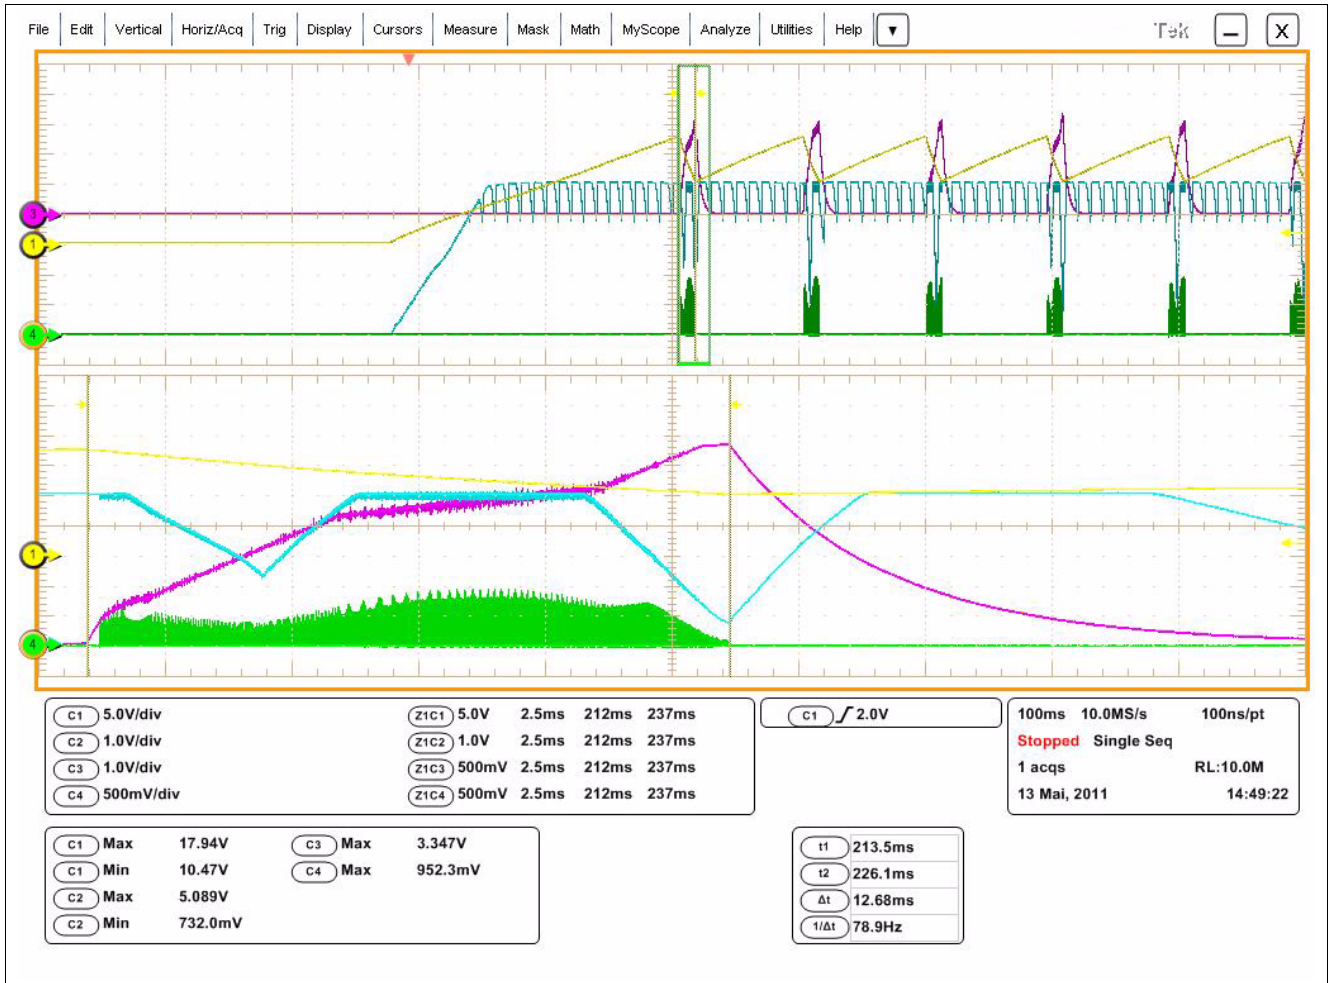 File Edit Vertical Horiz/Acq Trig Display Cursors Measure Mask Math MyScope Analyze Utilities Help Tek X
3
1
4
1
4
C1 5.0V/div Z1C1 5.0V 2.5ms 212ms 237ms C1 2.0V 100ms 10.0MS/s 100ns/pt
C2 1.0V/div Z1C2 1.0V 2.5ms 212ms 237ms Stopped Single Seq
C3 1.0V/div Z1C3 500mV 2.5ms 212ms 237ms 1 acqs RL:10.0M
C4 500mV/div Z1C4 500mV 2.5ms 212ms 237ms 13 Mai, 2011 14:49:22
C1 Max 17.94V C3 Max 3.347V t1 213.5ms
C1 Min 10.47V C4 Max 952.3mV t2 226.1ms
C2 Max 5.089V Δt 12.68ms
C2 Min 732.0mV 1/Δt 78.9Hz